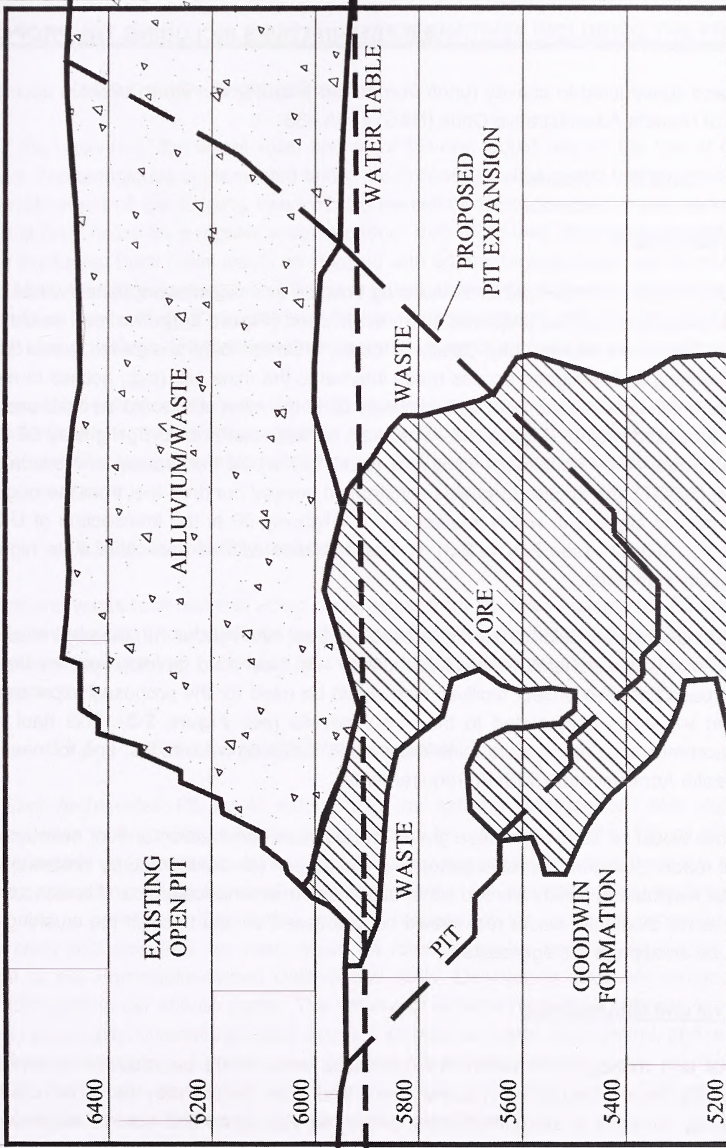 EXISTING
OPEN PIT
ALLUVIUM/WASTE
WATER TABLE
PROPOSED
PIT EXPANSION
WASTE
ORE
WASTE
PIT
GOODWIN
FORMATION
6400
6200
6000
5800
5600
5400
5200